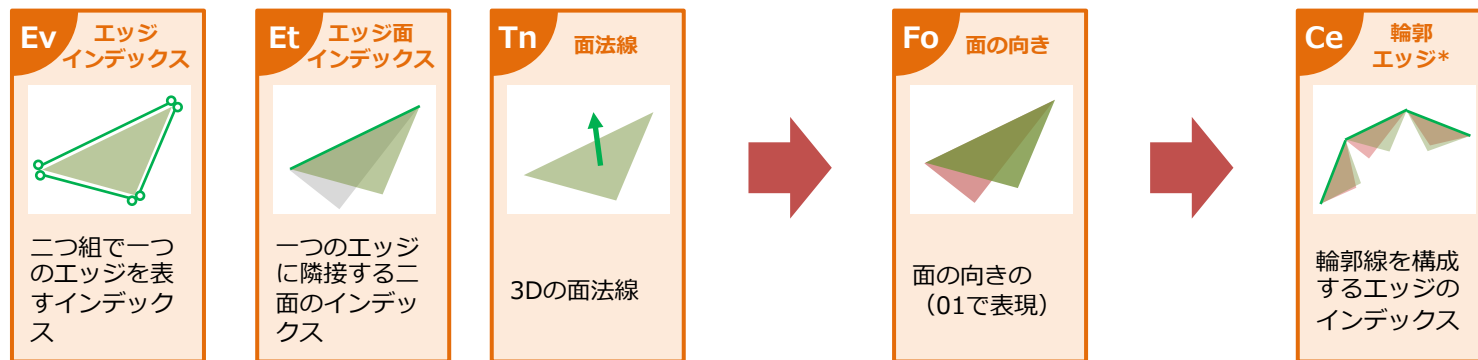 Ev
エッジ
インデックス
二つ組で一つ
のエッジを表
すインデック
ス
Et
エッジ面
インデックス
一つのエッジ
に隣接する二
面のインデッ
クス
Tn
面法線
3Dの面法線
Fo
面の向き
面の向きの
（01で表現）
Ce
輪郭
エッジ*
輪郭線を構成
するエッジの
インデックス